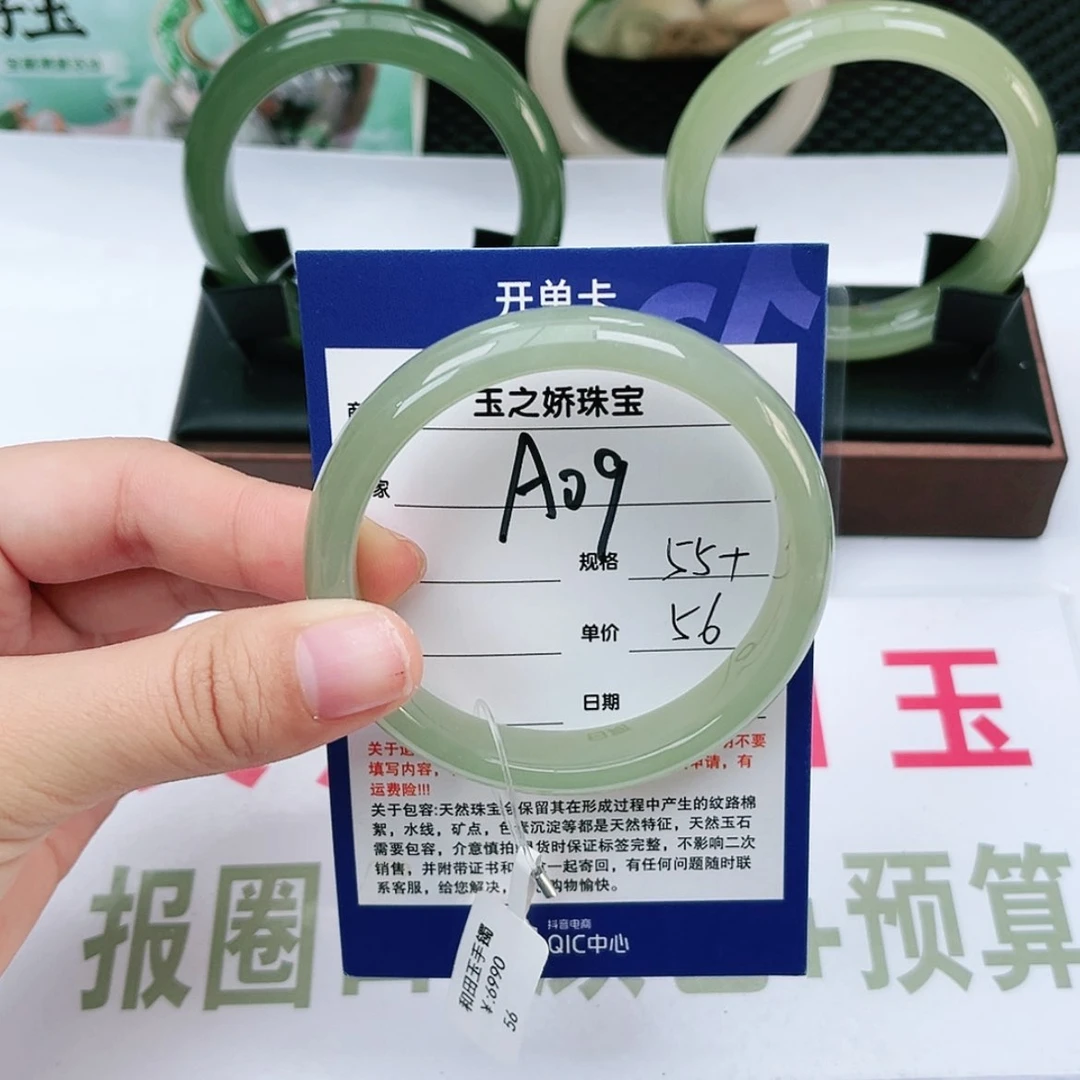 开单卡
玉之娇珠宝
家
A09
规格 55+
单价 56
日期
关于退
不要
填写内容，
申请，有
运费险!!!
关于包容:天然珠宝会保留其在形成过程中产生的纹路棉
絮，水线，矿点，色素沉淀等都是天然特征，天然玉石
需要包容，介意慎拍
货时保证标签完整，不影响二次
销售，并附带证书和
一起寄回，有任何问题随时联
系客服，给您解决，
购物愉快。
抖音电商
QIC中心
和田玉手镯
¥:6990
56
玉
报圈口
预算